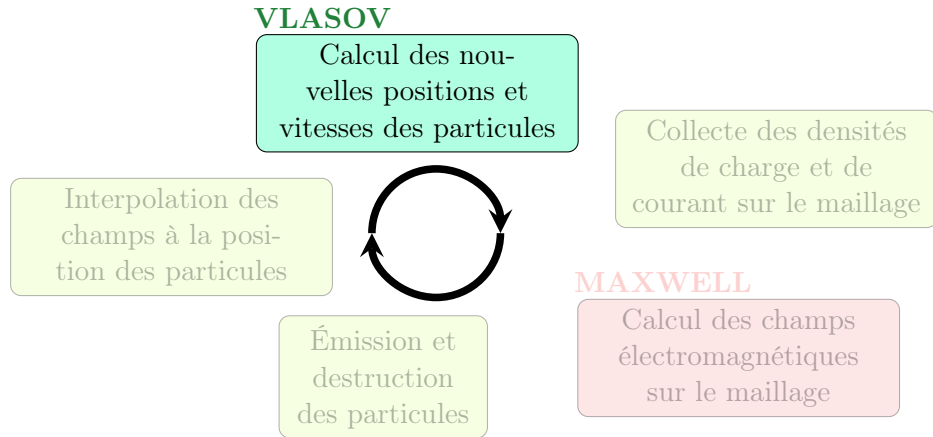 VLASOV
Calcul des nou-
velles positions et
vitesses des particules
Collecte des densités
de charge et de
courant sur le maillage
Interpolation des
champs à la posi-
tion des particules
MAXWELL
Calcul des champs
électromagnétiques
sur le maillage
Émission et
destruction
des particules